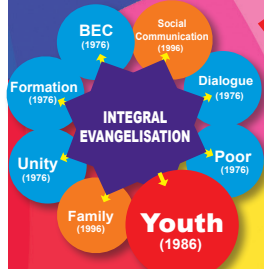 BEC
(1976)
Social
Communication
(1996)
Formation
(1976)
Dialogue
(1976)
INTEGRAL
EVANGELISATION
Unity
(1976)
Poor
(1976)
Family
(1996)
Youth
(1986)